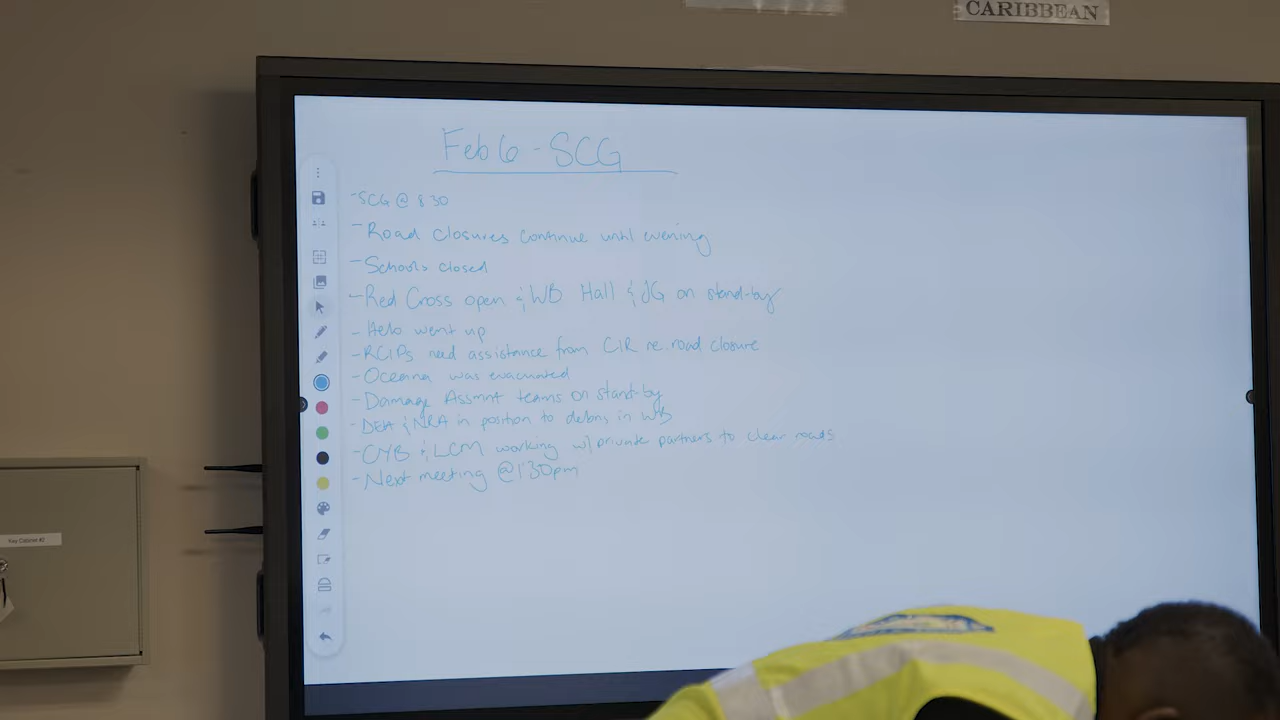 CARIBBEAN
Feb 6 - SCG
- SCG @ 8 30
- Road closures continue until evening
- Schools closed
- Red Cross open & WB Hall & JG on stand-by
- Helo went up
- RCIPs need assistance from CIR re. road closure
- Oceana was evacuated
- Damage Assmnt teams on stand-by
- DEH & NRA in position to debris in WB
- CYB & LCM working w/ private partners to clear roads
- Next meeting @ 1:30pm
Key Cabinet #2